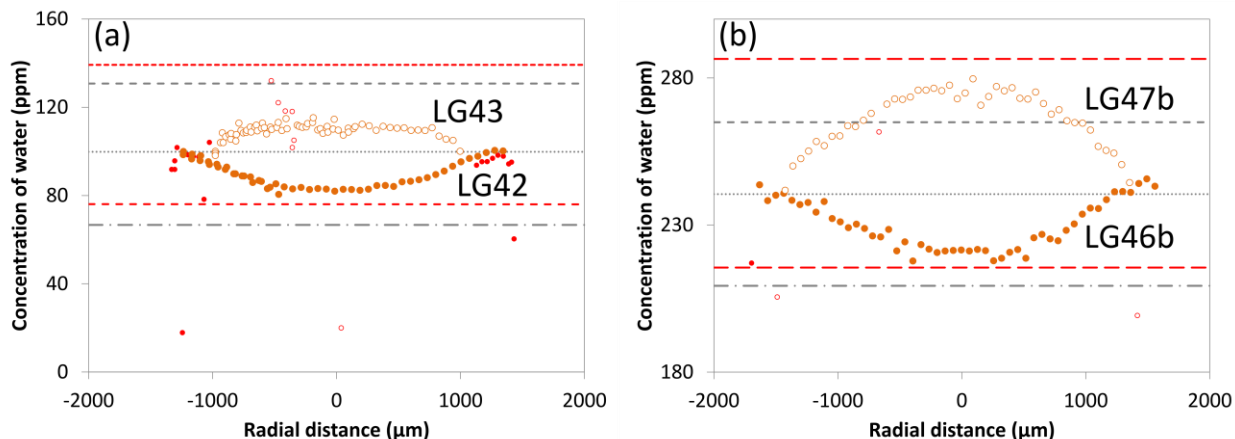 (a)
160
120
80
40
0
Concentration of water (ppm)
LG43
LG42
-2000 -1000 0 1000 2000
Radial distance (µm)
(b)
280
230
180
Concentration of water (ppm)
LG47b
LG46b
-2000 -1000 0 1000 2000
Radial distance (µm)